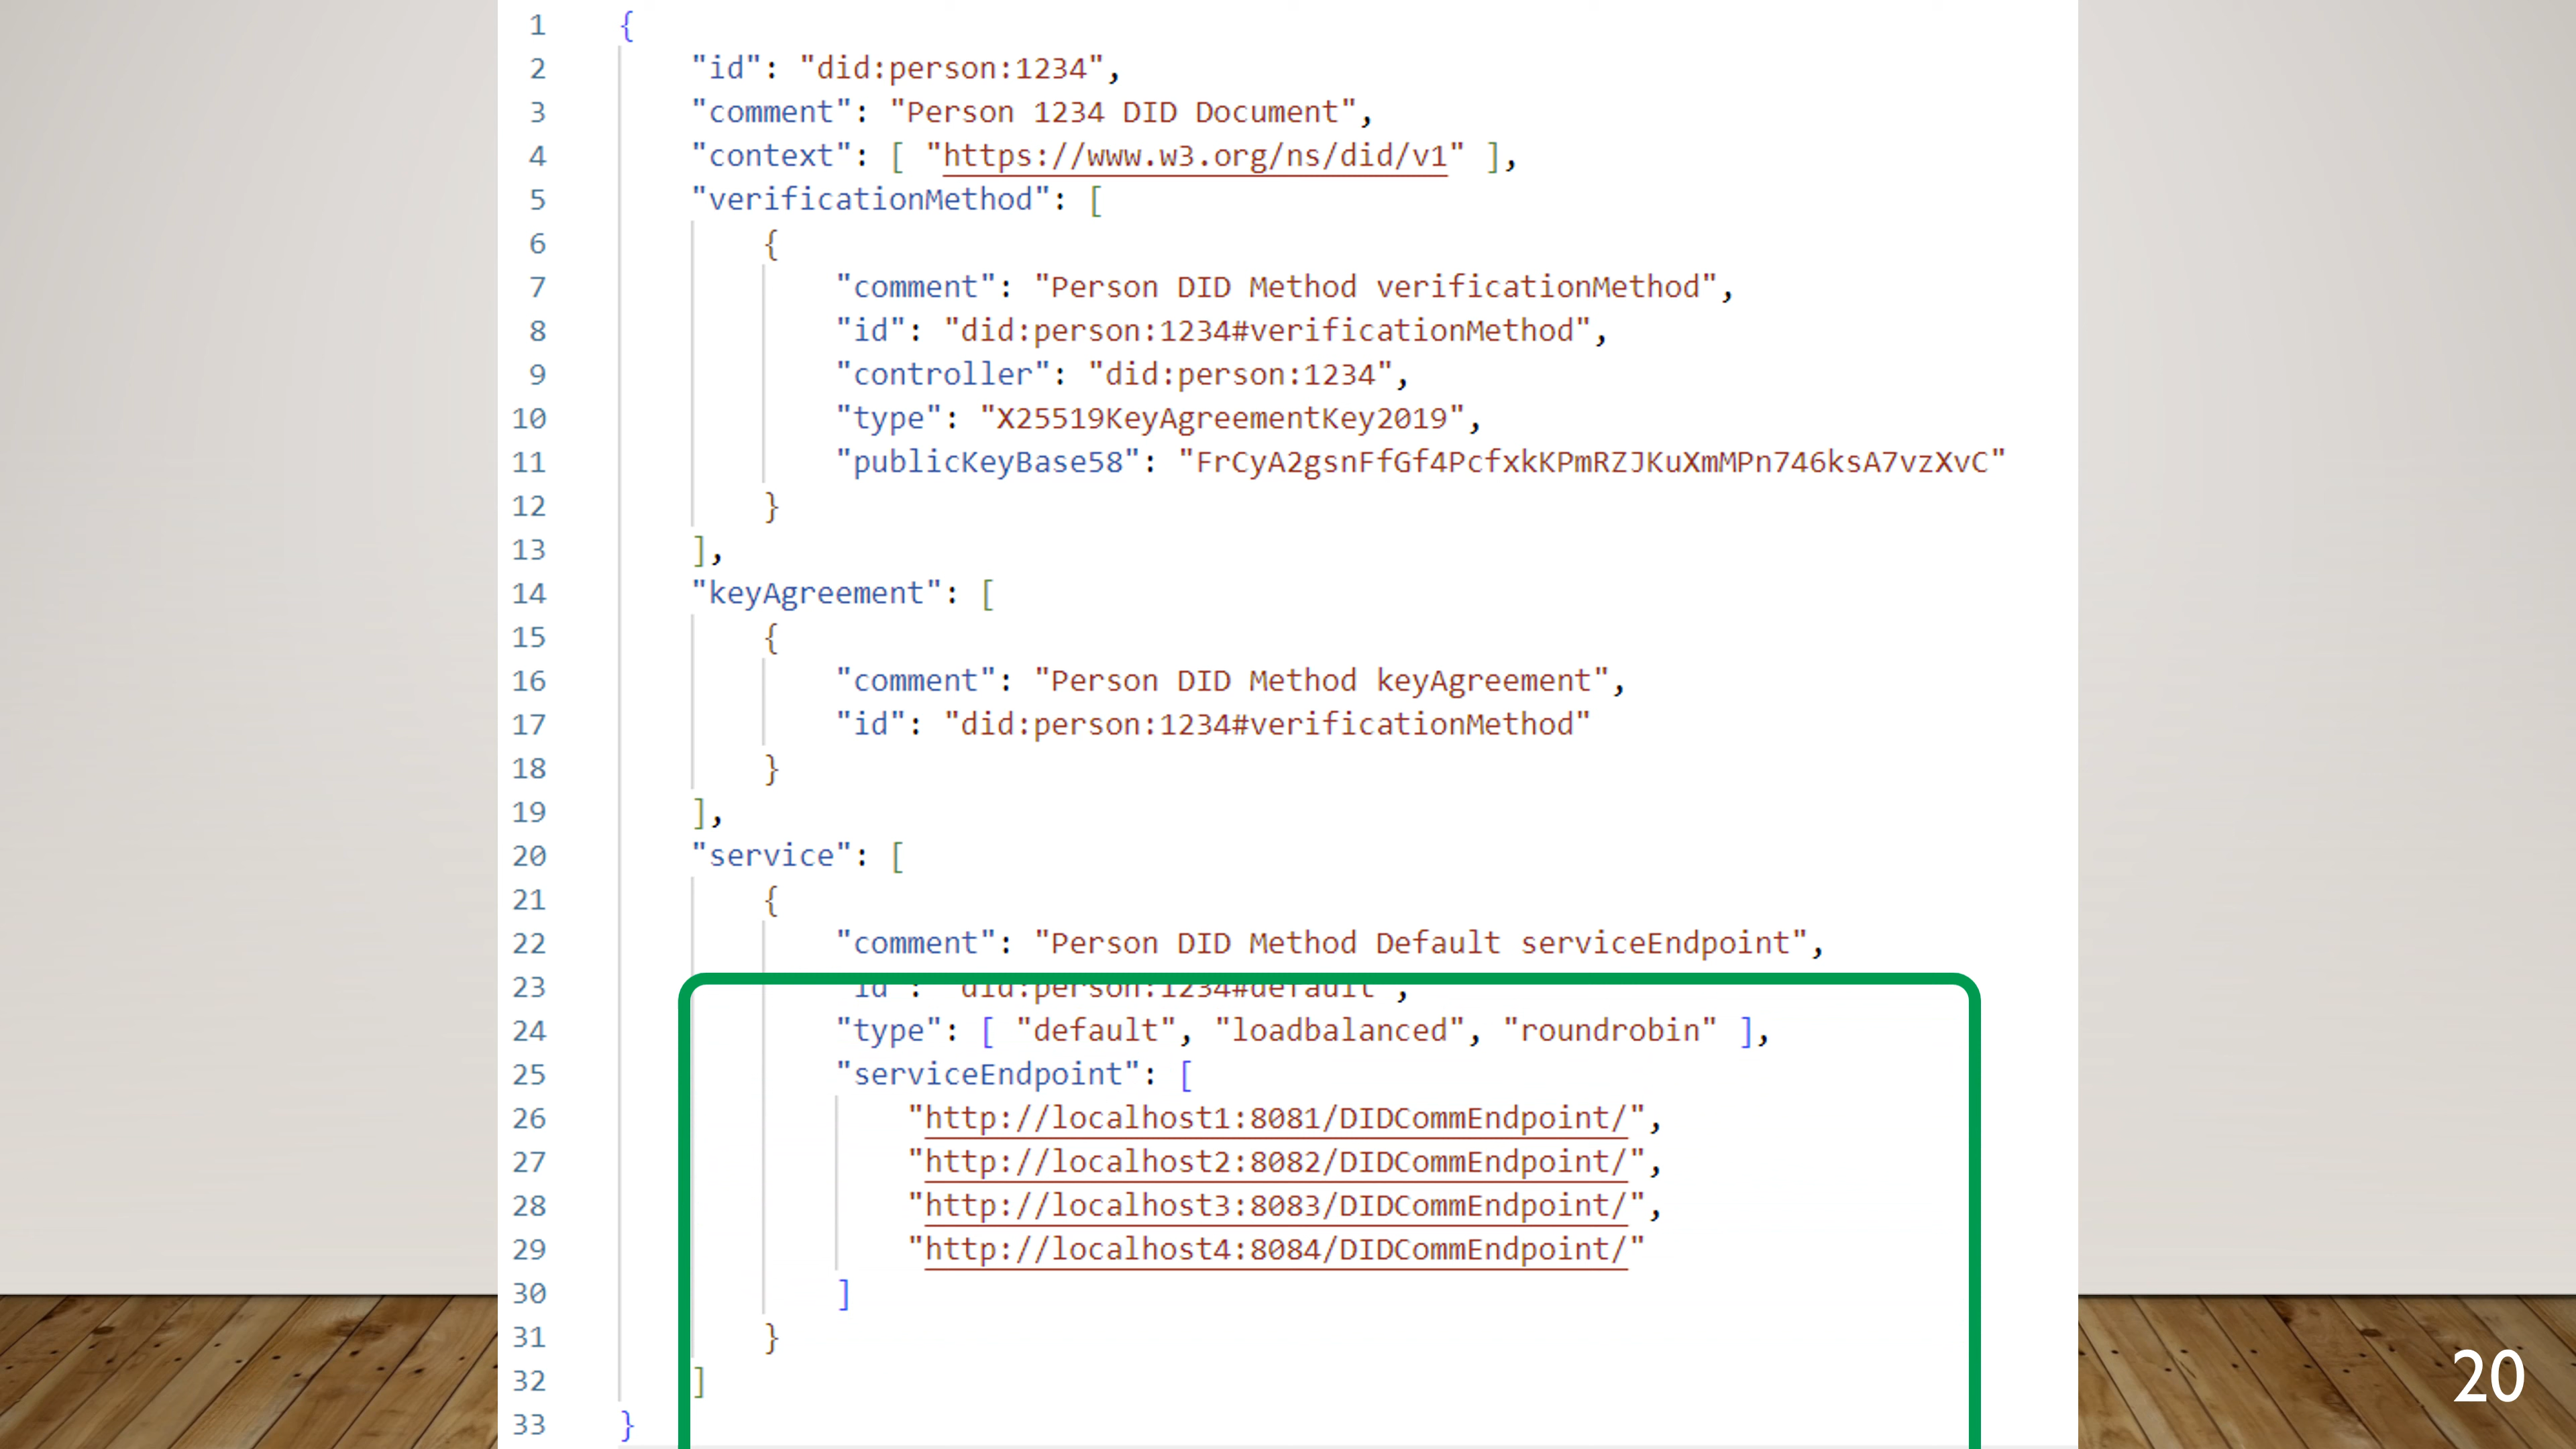 1 {
2 "id": "did:person:1234",
3 "comment": "Person 1234 DID Document",
4 "context": [ "https://www.w3.org/ns/did/v1" ],
5 "verificationMethod": [
6 {
7 "comment": "Person DID Method verificationMethod",
8 "id": "did:person:1234#verificationMethod",
9 "controller": "did:person:1234",
10 "type": "X25519KeyAgreementKey2019",
11 "publicKeyBase58": "FrCyA2gsnFfGf4PcfxkKPmRZJKuXmMPn746ksA7vzXvC"
12 }
13 ],
14 "keyAgreement": [
15 {
16 "comment": "Person DID Method keyAgreement",
17 "id": "did:person:1234#verificationMethod"
18 }
19 ],
20 "service": [
21 {
22 "comment": "Person DID Method Default serviceEndpoint",
23 "id": "did:person:1234#default",
24 "type": [ "default", "loadbalanced", "roundrobin" ],
25 "serviceEndpoint": [
26 "http://localhost1:8081/DIDCommEndpoint/",
27 "http://localhost2:8082/DIDCommEndpoint/",
28 "http://localhost3:8083/DIDCommEndpoint/",
29 "http://localhost4:8084/DIDCommEndpoint/"
30 ]
31 }
32 ]
33 }
20